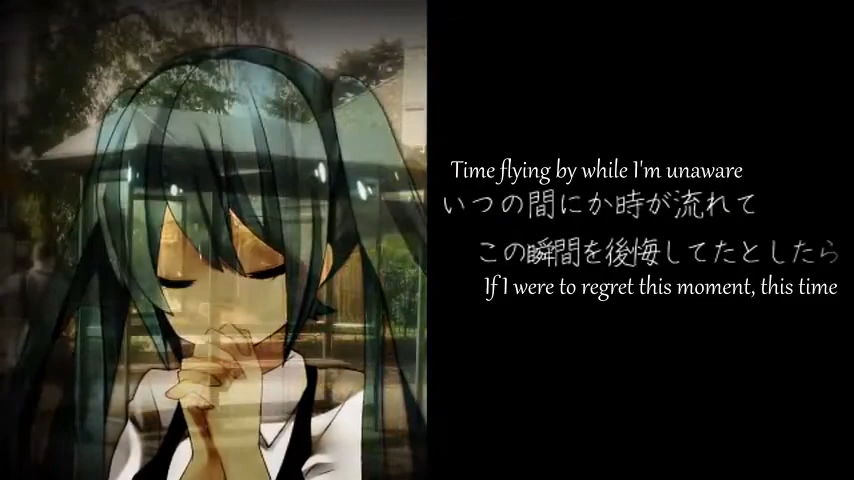 Time flying by while I'm unaware
いつの間にか時が流れて
この瞬間を後悔してたとしたら
If I were to regret this moment, this time